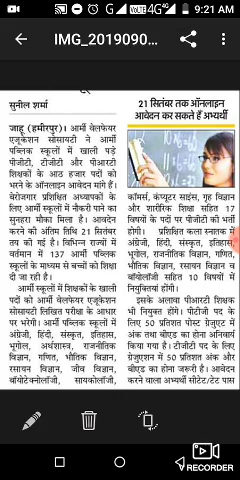 9:21 AM
IMG_2019090...
सुनील शर्मा
जाहू (हमीरपुर)। आर्मी वेलफेयर
एजूकेशन सोसायटी ने आर्मी
पब्लिक स्कूलों में खाली पड़े
पीजीटी, टीजीटी और पीआरटी
शिक्षकों के आठ हजार पदों को
भरने के ऑनलाइन आवेदन मांगे हैं।
बेरोजगार प्रशिक्षित अध्यापकों के
लिए आर्मी स्कूलों में नौकरी पाने का
सुनहरा मौका मिला है। आवदेन
करने की अंतिम तिथि 21 सितंबर
तय की गई है। विभिन्न राज्यों में
वर्तमान में 137 आर्मी पब्लिक
स्कूलों के माध्यम से बच्चों को शिक्षा
दी जा रही है।
आर्मी स्कूलों में शिक्षकों के खाली
पदों को आर्मी वेलफेयर एजूकेशन
सोसायटी लिखित परीक्षा के आधार
पर भरेगी। आर्मी पब्लिक स्कूलों में
अंग्रेजी, हिंदी, संस्कृत, इतिहास,
भूगोल, अर्थशास्त्र, राजनीतिक
विज्ञान, गणित, भौतिक विज्ञान,
रसायन विज्ञान, जीव विज्ञान,
बॉयोटेक्नोलॉजी, सायकोलॉजी,
21 सितंबर तक ऑनलाइन
आवेदन कर सकते हैं अभ्यर्थी
कॉमर्स, कंप्यूटर साइंस, गृह विज्ञान
और शारीरिक शिक्षा सहित 17
विषयों के पदों पर पीजीटी की भर्ती
होगी। प्रशिक्षित कला स्नातक में
अंग्रेजी, हिंदी, संस्कृत, इतिहास,
भूगोल, राजनीतिक विज्ञान, गणित,
भौतिक विज्ञान, रसायन विज्ञान व
बॉयोलॉजी सहित 10 विषयों में
नियुक्तियां होंगी।
इसके अलावा पीआरटी शिक्षक
भी नियुक्त होंगे। पीटीजी पद के
लिए 50 प्रतिशत पोस्ट ग्रेजुएट में
अंक तथा बीएड का होना अनिवार्य
किया गया है। टीजीटी पद के लिए
ग्रेजुएशन में 50 प्रतिशत अंक और
बीएड का होना जरूरी है। आवेदन
करने वाला अभ्यर्थी सीटेट/टेट पास
RECORDER